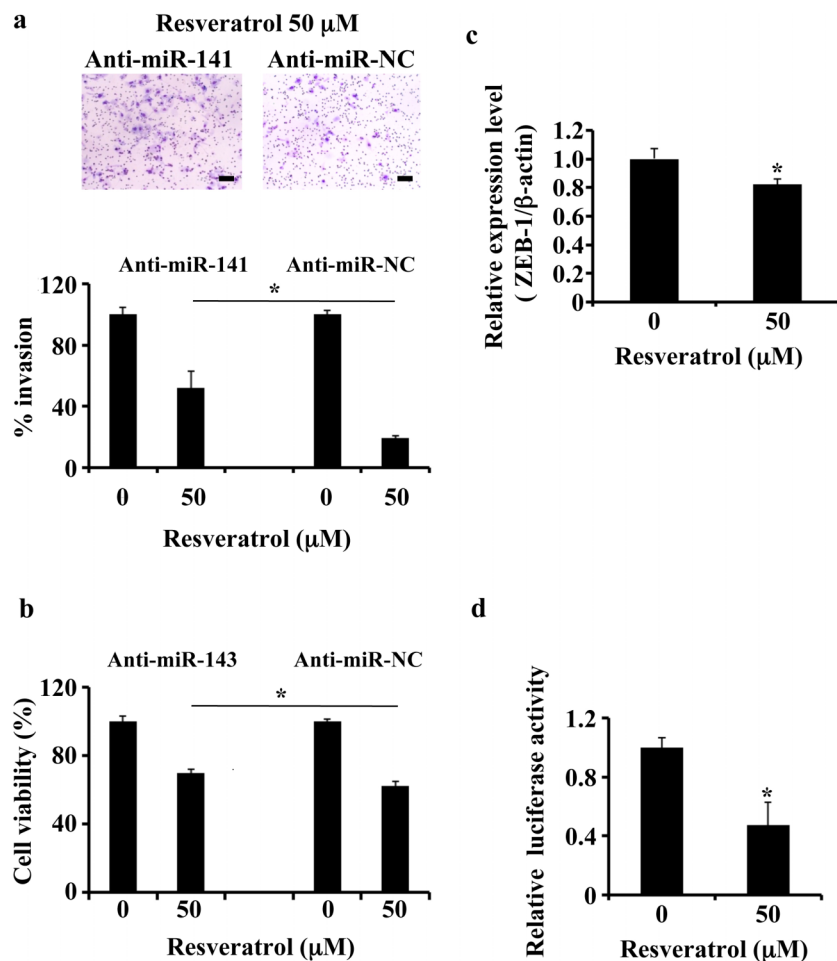 a
Resveratrol 50 μM
Anti-miR-141 Anti-miR-NC
Anti-miR-141 Anti-miR-NC
% invasion
120
80
40
0
*
0 50 0 50
Resveratrol (μM)
b
Anti-miR-143 Anti-miR-NC
Cell viability (%)
120
80
40
0
*
0 50 0 50
Resveratrol (μM)
c
Relative expression level
( ZEB-1/β-actin)
1.2
1.0
0.8
0.6
0.4
0.2
0
*
0 50
Resveratrol (μM)
d
Relative luciferase activity
1.2
0.8
0.4
0
*
0 50
Resveratrol (μM)